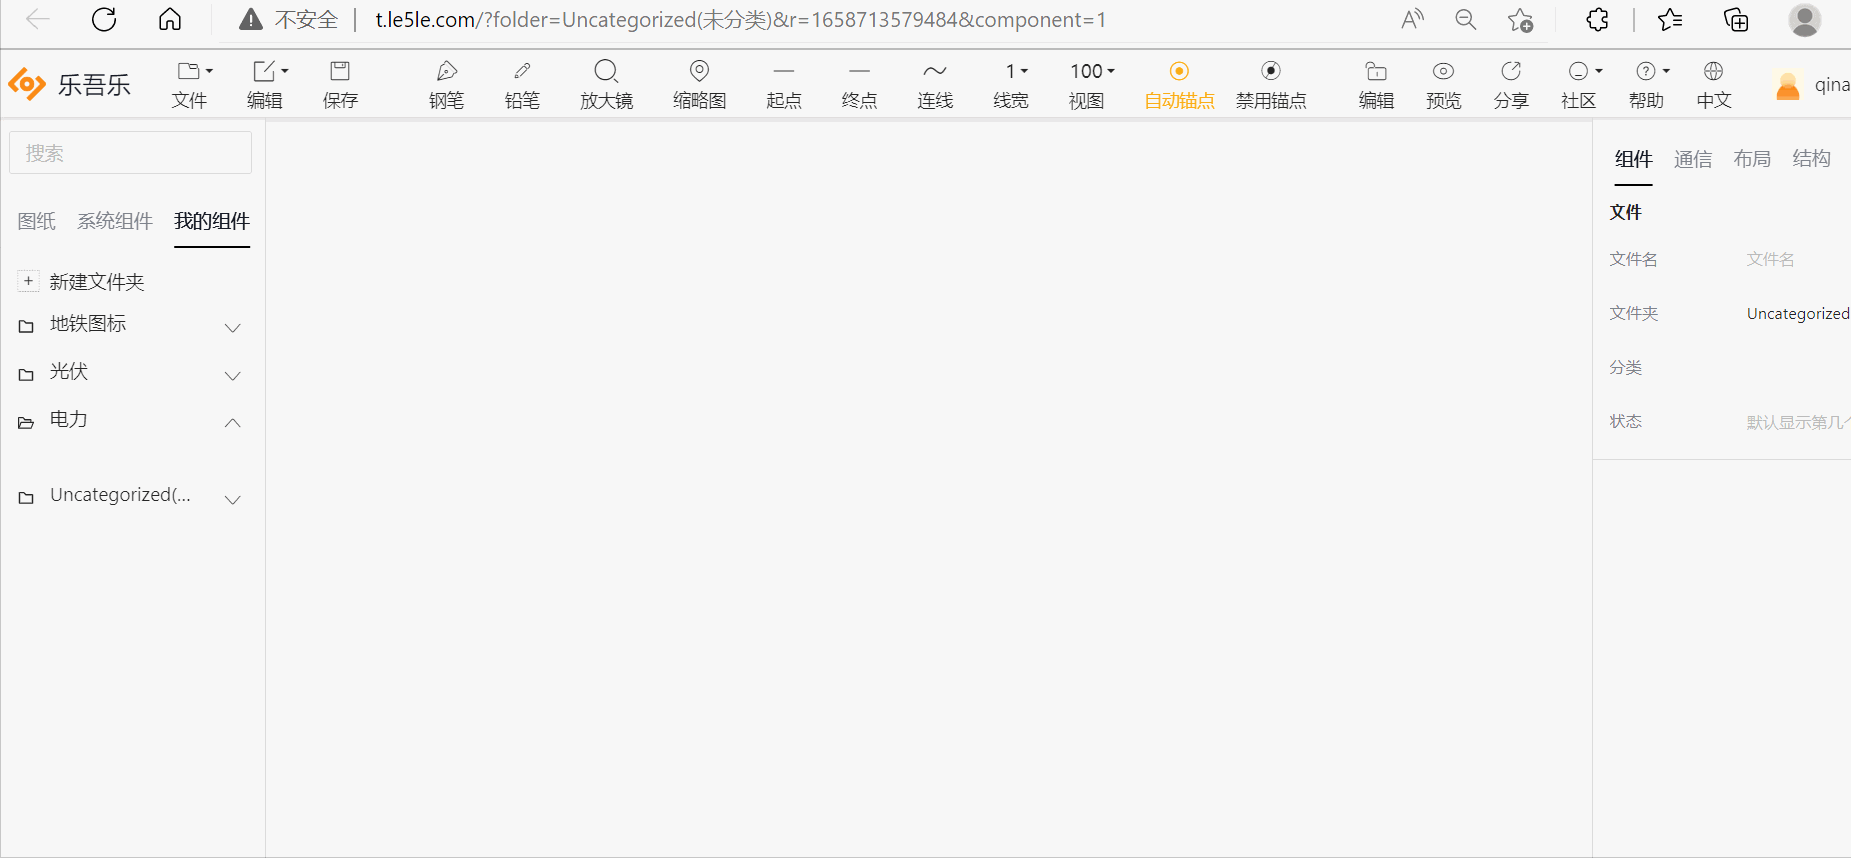 不安全 | t.le5le.com/?folder=Uncategorized(未分类)&r=1658713579484&component=1
乐吾乐
文件 编辑 保存 钢笔 铅笔 放大镜 缩略图 起点 终点 连线 1 线宽 100 视图 自动锚点 禁用锚点 编辑 预览 分享 社区 帮助 中文 qina
搜索
图纸 系统组件 我的组件
+ 新建文件夹
地铁图标
光伏
电力
Uncategorized(...
组件 通信 布局 结构
文件
文件名 文件名
文件夹 Uncategorized
分类
状态 默认显示第几